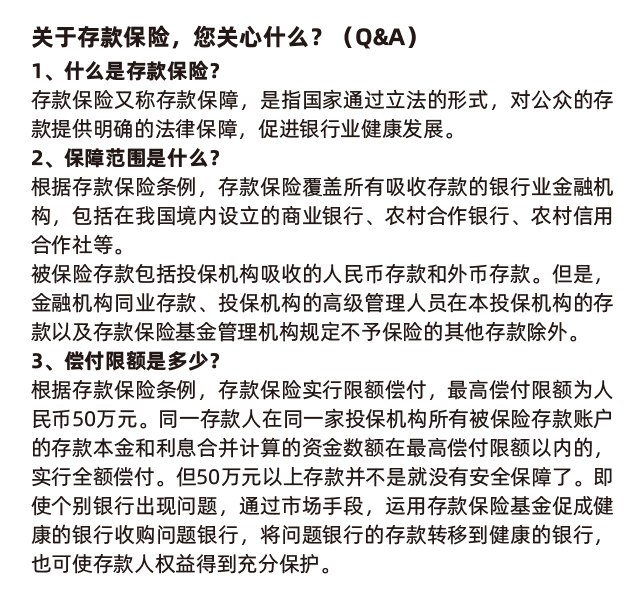 关于存款保险，您关心什么？（Q&A）
1、什么是存款保险？
存款保险又称存款保障，是指国家通过立法的形式，对公众的存
款提供明确的法律保障，促进银行业健康发展。
2、保障范围是什么？
根据存款保险条例，存款保险覆盖所有吸收存款的银行业金融机
构，包括在我国境内设立的商业银行、农村合作银行、农村信用
合作社等。
被保险存款包括投保机构吸收的人民币存款和外币存款。但是，
金融机构同业存款、投保机构的高级管理人员在本投保机构的存
款以及存款保险基金管理机构规定不予保险的其他存款除外。
3、偿付限额是多少？
根据存款保险条例，存款保险实行限额偿付，最高偿付限额为人
民币50万元。同一存款人在同一家投保机构所有被保险存款账户
的存款本金和利息合并计算的资金数额在最高偿付限额以内的，
实行全额偿付。但50万元以上存款并不是就没有安全保障了。即
使个别银行出现问题，通过市场手段，运用存款保险基金促成健
康的银行收购问题银行，将问题银行的存款转移到健康的银行，
也可使存款人权益得到充分保护。